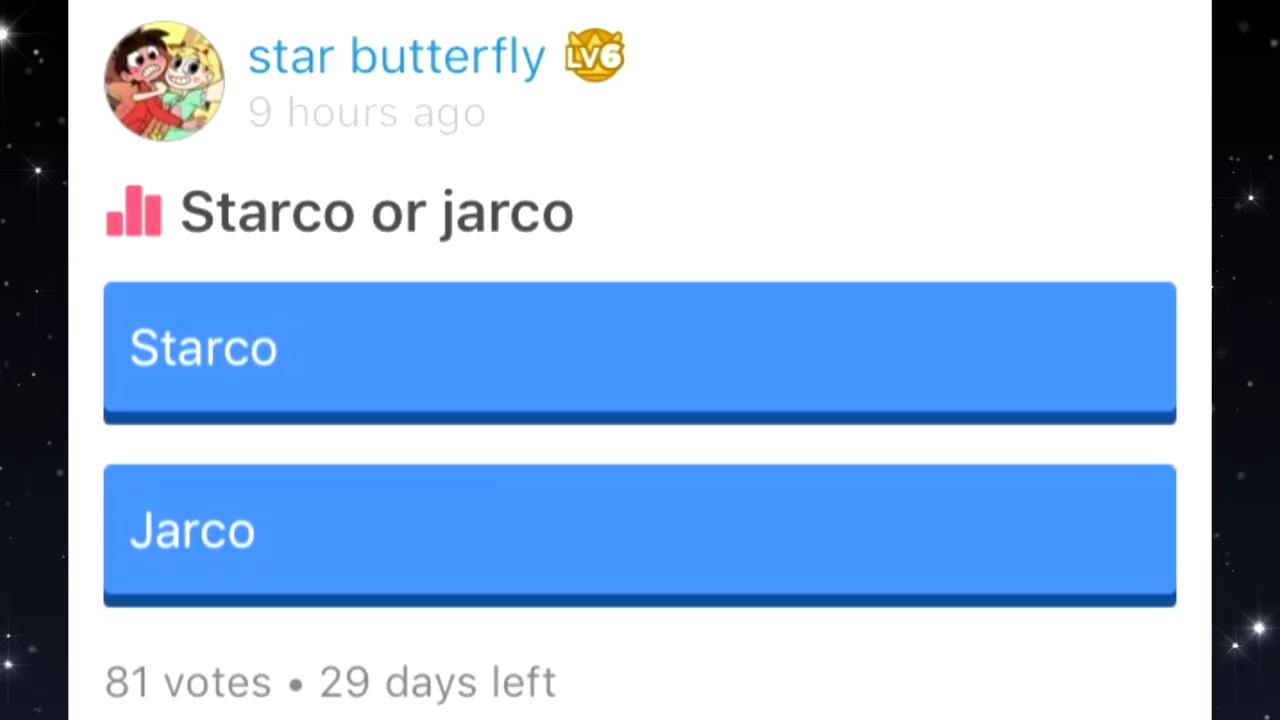 star butterfly LV6
9 hours ago
Starco or jarco
Starco
Jarco
81 votes • 29 days left